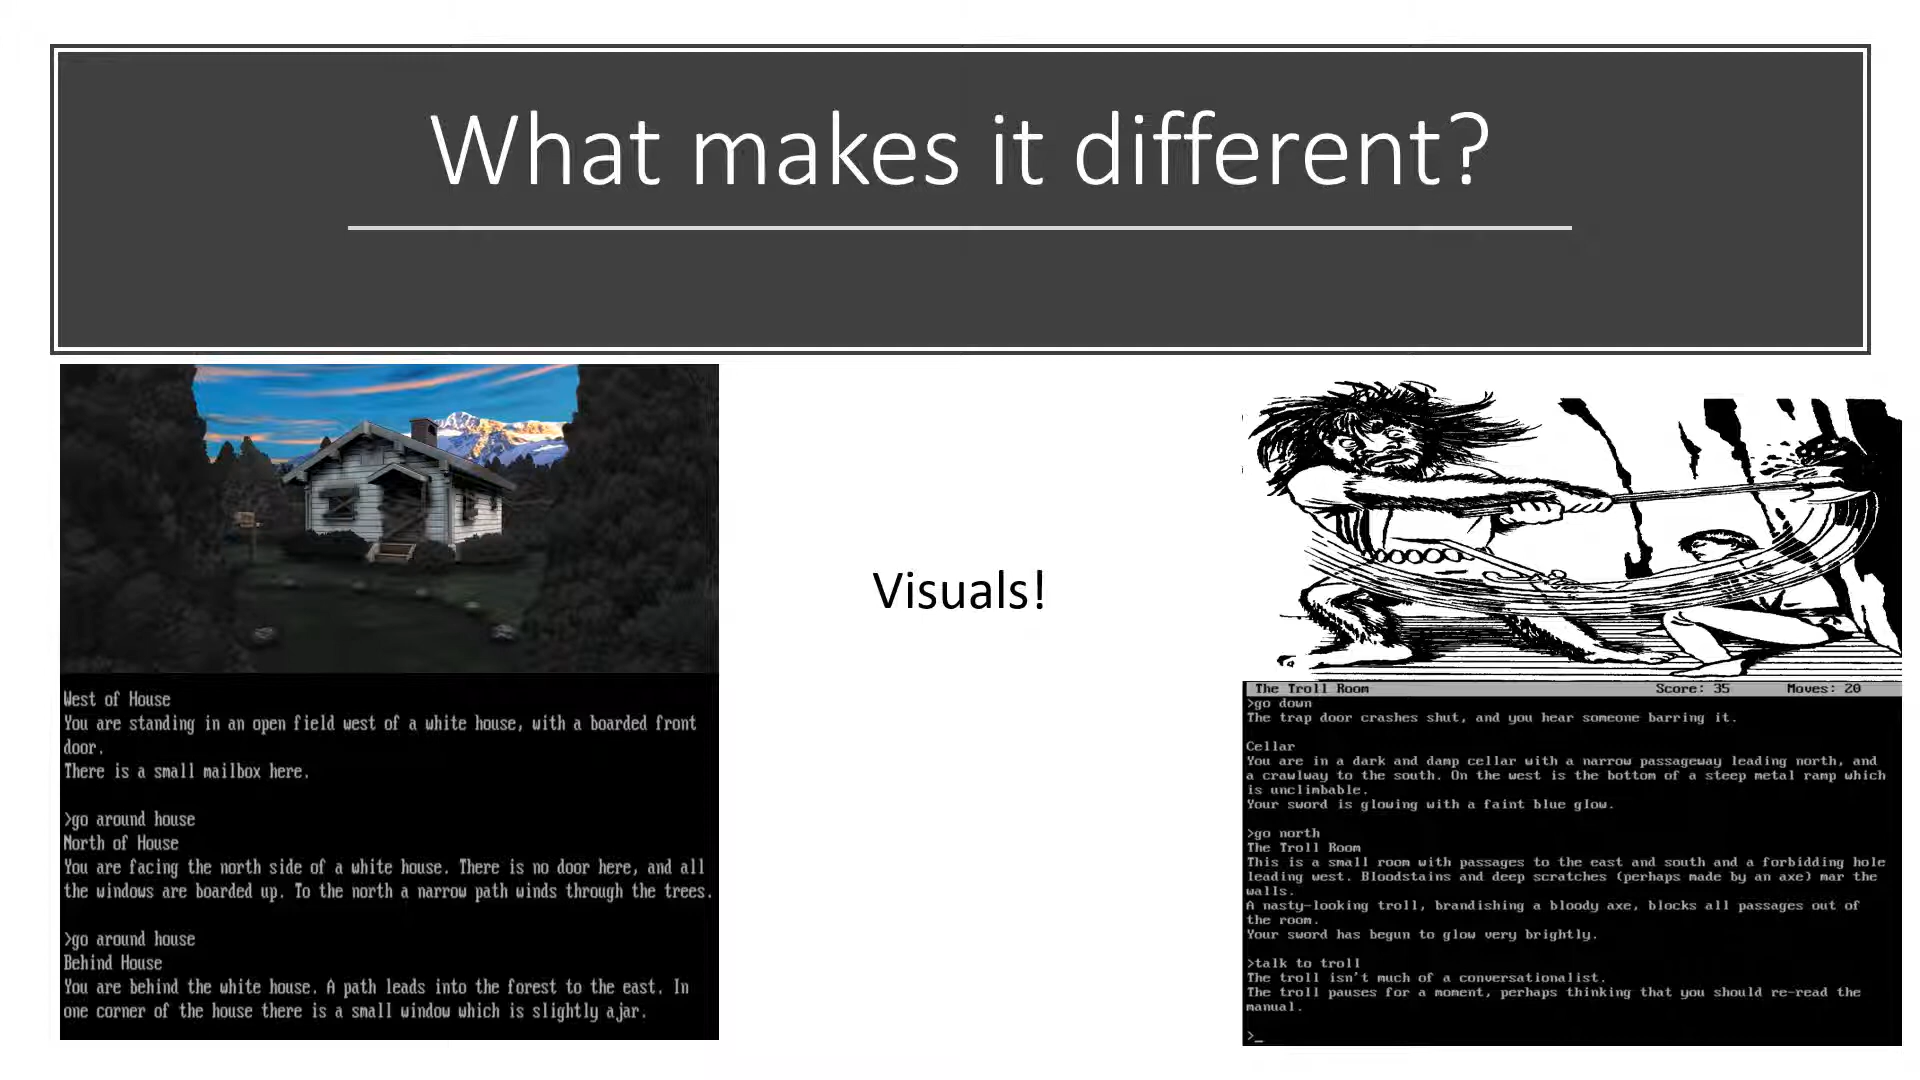 What makes it different?
West of House
You are standing in an open field west of a white house, with a boarded front
door.
There is a small mailbox here.
>go around house
North of House
You are facing the north side of a white house. There is no door here, and all
the windows are boarded up. To the north a narrow path winds through the trees.
>go around house
Behind House
You are behind the white house. A path leads into the forest to the east. In
one corner of the house there is a small window which is slightly ajar.
Visuals!
The Troll Room Score: 35 Moves: 20
>go down
The trap door crashes shut, and you hear someone barring it.
Cellar
You are in a dark and damp cellar with a narrow passageway leading north, and
a crawlway to the south. On the west is the bottom of a steep metal ramp which
is unclimbable.
Your sword is glowing with a faint blue glow.
>go north
The Troll Room
This is a small room with passages to the east and south and a forbidding hole
leading west. Bloodstains and deep scratches (perhaps made by an axe) mar the
walls.
A nasty-looking troll, brandishing a bloody axe, blocks all passages out of
the room.
Your sword has begun to glow very brightly.
>talk to troll
The troll isn't much of a conversationalist.
The troll pauses for a moment, perhaps thinking that you should re-read the
manual.
>_